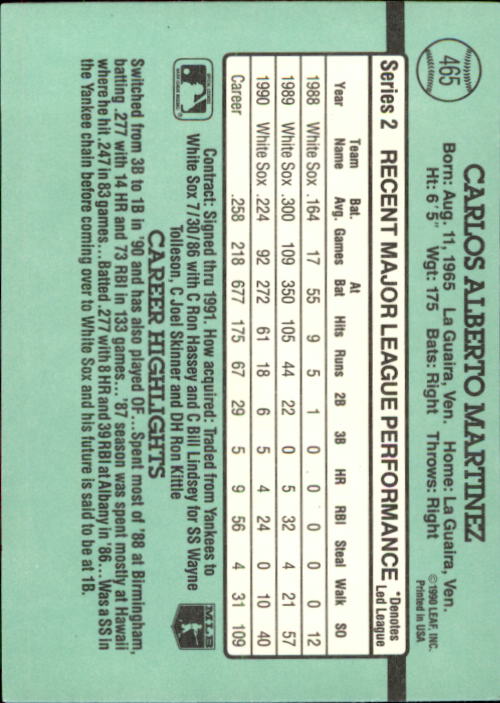 465
CARLOS ALBERTO MARTINEZ
Born: Aug. 11, 1965 La Guaira, Ven. Home: La Guaira, Ven.
Ht: 6'5" Wgt: 175 Bats: Right Throws: Right
©1990 LEAF, INC.
Printed in USA
Series 2 RECENT MAJOR LEAGUE PERFORMANCE
*Denotes
Led League
Year Team Name Bat. Avg. Games At Bat Hits Runs 2B 3B HR RBI Steal Walk SO
1988 White Sox .164 17 55 9 5 1 0 0 0 0 0 12
1989 White Sox .300 109 350 105 44 22 0 5 32 4 21 57
1990 White Sox .224 92 272 61 18 6 5 4 24 0 10 40
Career .258 218 677 175 67 29 5 9 56 4 31 109
Contract: Signed thru 1991. How acquired: Traded from Yankees to
White Sox 7/30/86 with C Ron Hassey and C Bill Lindsey for SS Wayne
Tolleson, C Joel Skinner and DH Ron Kittle
MLB
CAREER HIGHLIGHTS
Switched from 3B to 1B in '90 and has also played OF...Spent most of '88 at Birmingham,
batting .277 with 14 HR and 73 RBI in 133 games...'87 season was spent mostly at Hawaii
where he hit .247 in 83 games...Batted .277 with 8 HR and 39 RBI at Albany in '86...Was a SS in
the Yankee chain before coming over to White Sox and his future is said to be at 1B.